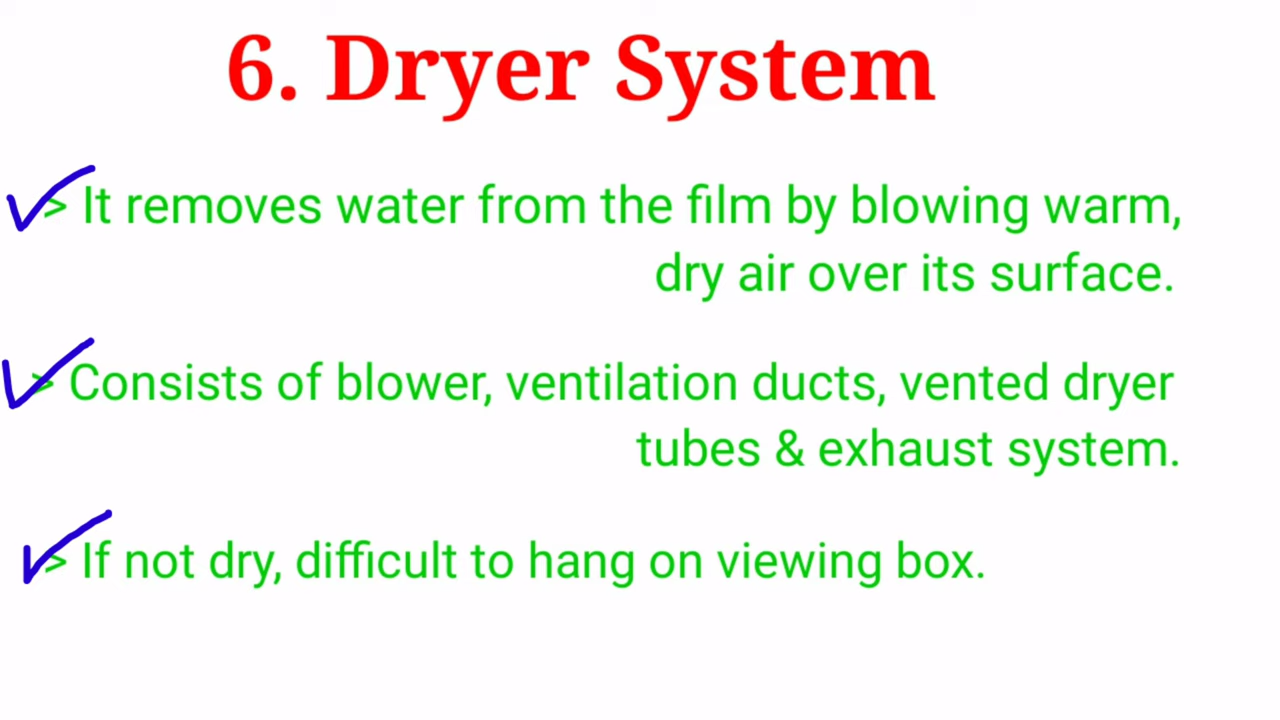 6. Dryer System
> It removes water from the film by blowing warm,
dry air over its surface.
> Consists of blower, ventilation ducts, vented dryer
tubes & exhaust system.
> If not dry, difficult to hang on viewing box.